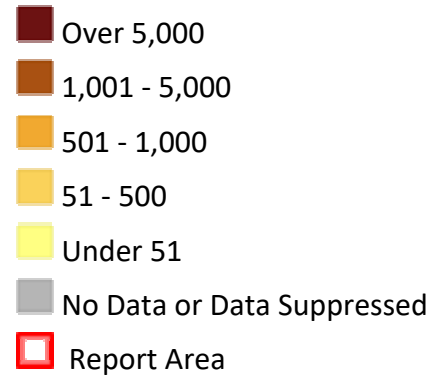 Over 5,000
1,001 - 5,000
501 - 1,000
51 - 500
Under 51
No Data or Data Suppressed
Report Area